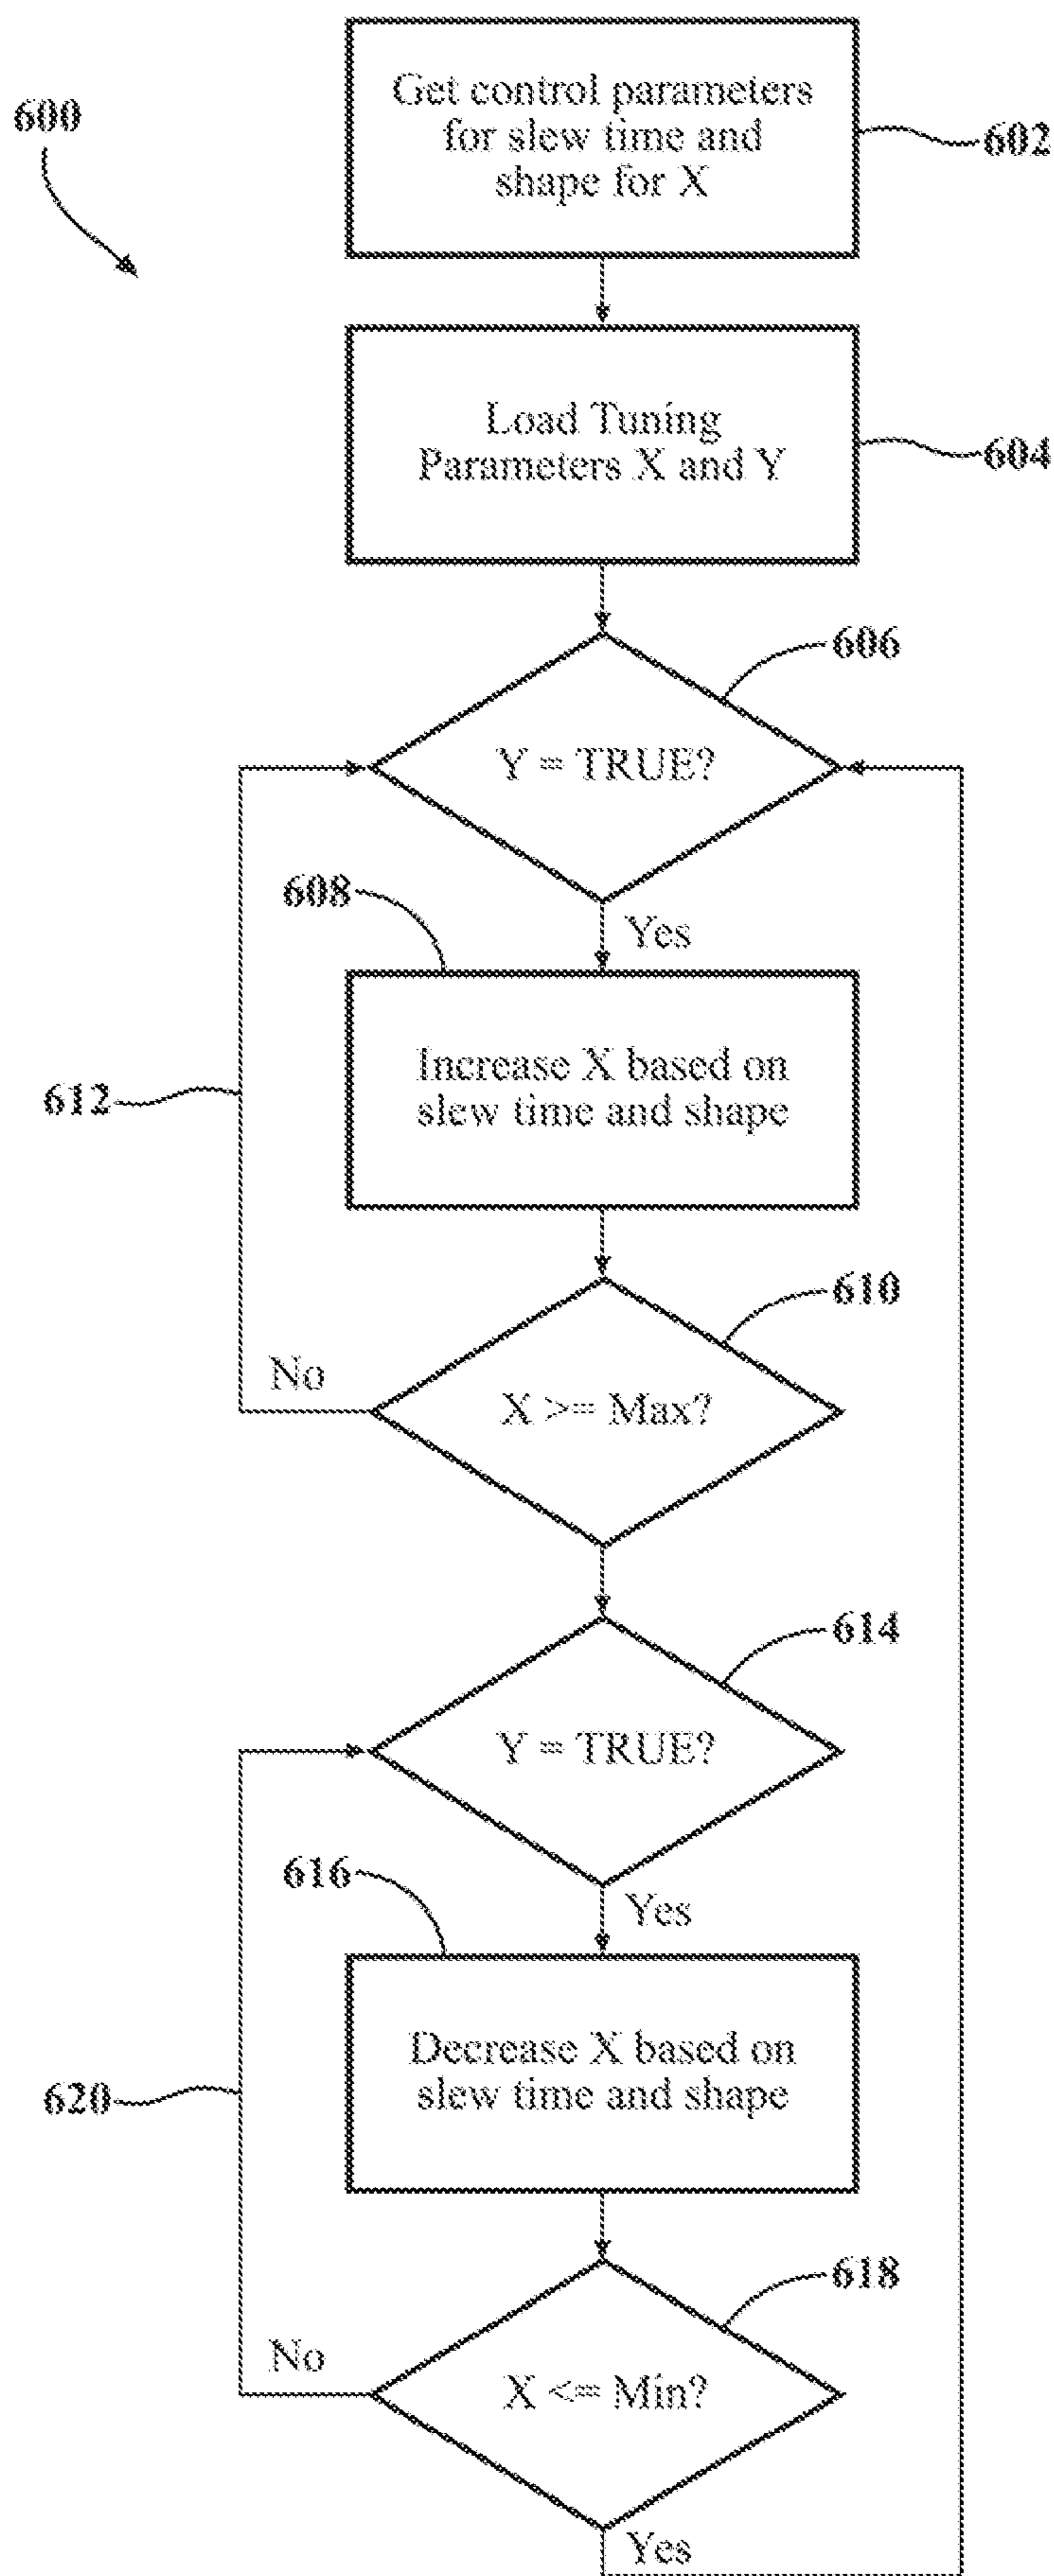 600
Get control parameters
for slew time and
shape for X
602
Load Tuning
Parameters X and Y
604
606
Y = TRUE?
608
Yes
Increase X based on
slew time and shape
612
610
No
X >= Max?
614
Y = TRUE?
616
Yes
Decrease X based on
slew time and shape
620
618
No
X <= Min?
Yes